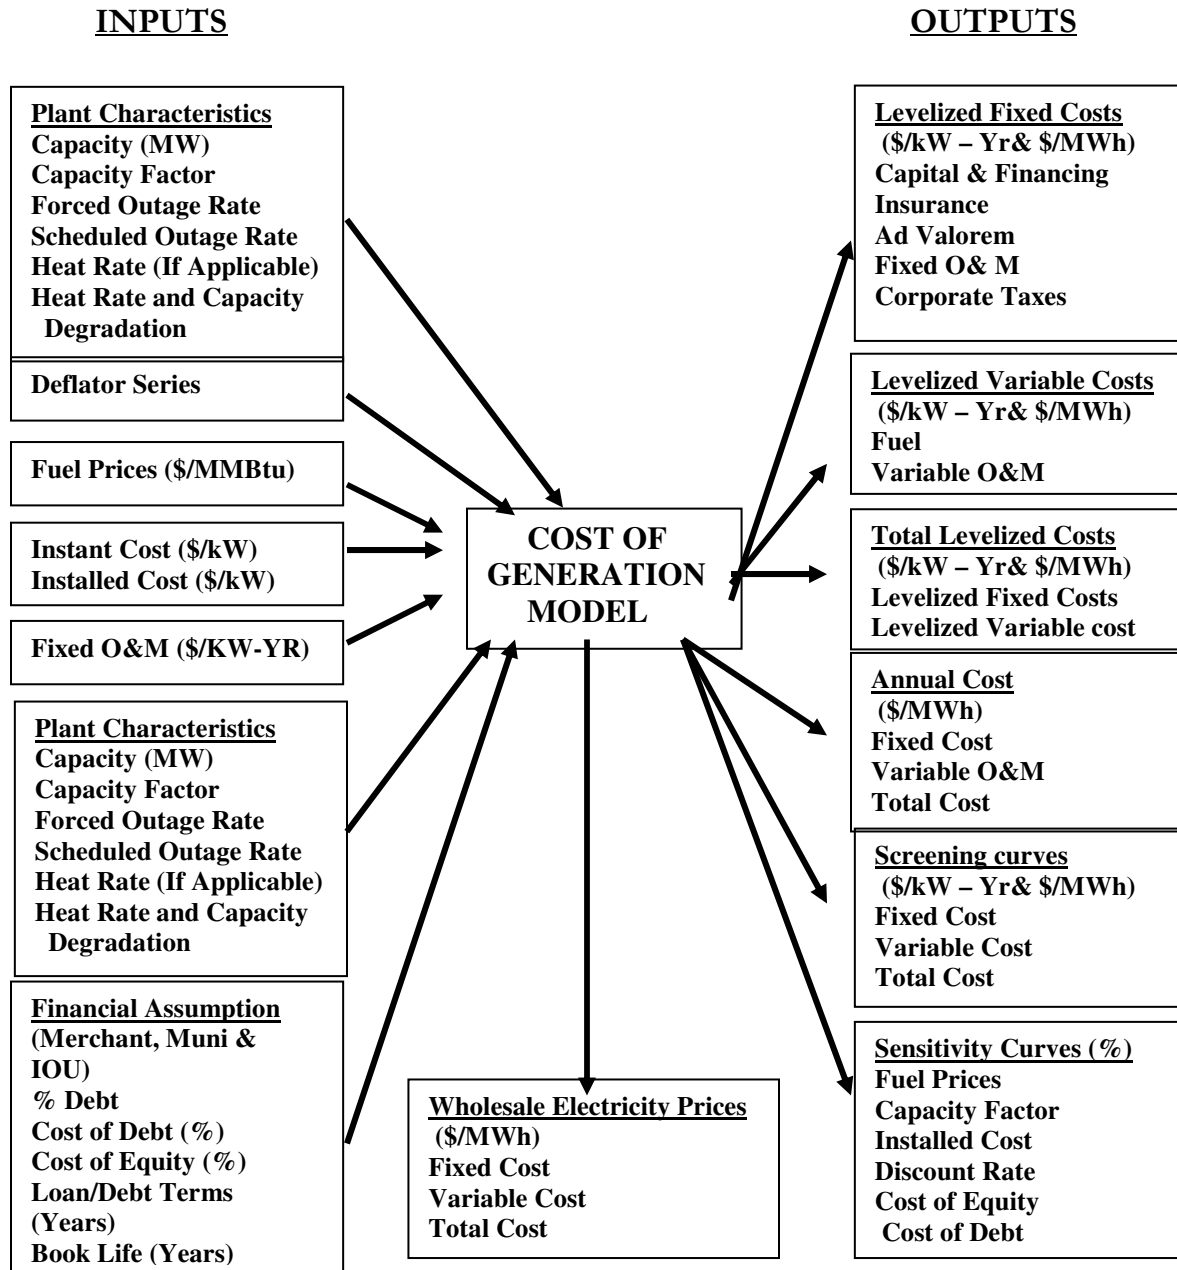 INPUTS
OUTPUTS
Plant Characteristics
Capacity (MW)
Capacity Factor
Forced Outage Rate
Scheduled Outage Rate
Heat Rate (If Applicable)
Heat Rate and Capacity
Degradation
Deflator Series
Fuel Prices ($/MMBtu)
Instant Cost ($/kW)
Installed Cost ($/kW)
Fixed O&M ($/KW-YR)
Plant Characteristics
Capacity (MW)
Capacity Factor
Forced Outage Rate
Scheduled Outage Rate
Heat Rate (If Applicable)
Heat Rate and Capacity
Degradation
Financial Assumption
(Merchant, Muni &
IOU)
% Debt
Cost of Debt (%)
Cost of Equity (%)
Loan/Debt Terms
(Years)
Book Life (Years)
COST OF
GENERATION
MODEL
Wholesale Electricity Prices
($/MWh)
Fixed Cost
Variable Cost
Total Cost
Levelized Fixed Costs
($/kW – Yr& $/MWh)
Capital & Financing
Insurance
Ad Valorem
Fixed O& M
Corporate Taxes
Levelized Variable Costs
($/kW – Yr& $/MWh)
Fuel
Variable O&M
Total Levelized Costs
($/kW – Yr& $/MWh)
Levelized Fixed Costs
Levelized Variable cost
Annual Cost
($/MWh)
Fixed Cost
Variable O&M
Total Cost
Screening curves
($/kW – Yr& $/MWh)
Fixed Cost
Variable Cost
Total Cost
Sensitivity Curves (%)
Fuel Prices
Capacity Factor
Installed Cost
Discount Rate
Cost of Equity
Cost of Debt